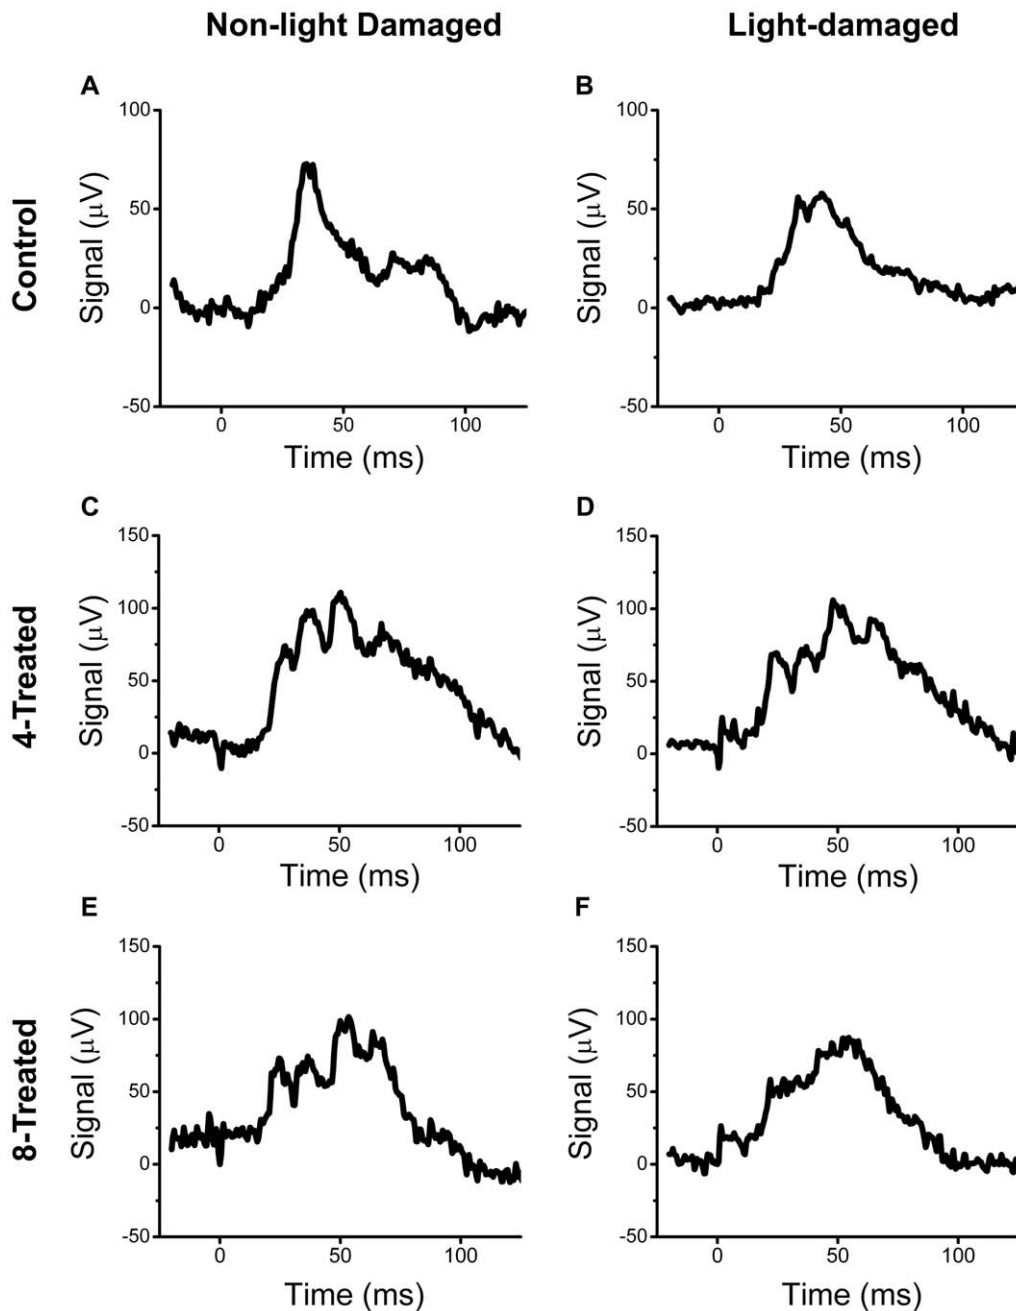 Non-light Damaged
Light-damaged
Control
A
100
50
0
-50
Signal (μV)
0 50 100
Time (ms)
B
100
50
0
-50
Signal (μV)
0 50 100
Time (ms)
4-Treated
C
150
100
50
0
-50
Signal (μV)
0 50 100
Time (ms)
D
150
100
50
0
-50
Signal (μV)
0 50 100
Time (ms)
8-Treated
E
150
100
50
0
-50
Signal (μV)
0 50 100
Time (ms)
F
150
100
50
0
-50
Signal (μV)
0 50 100
Time (ms)